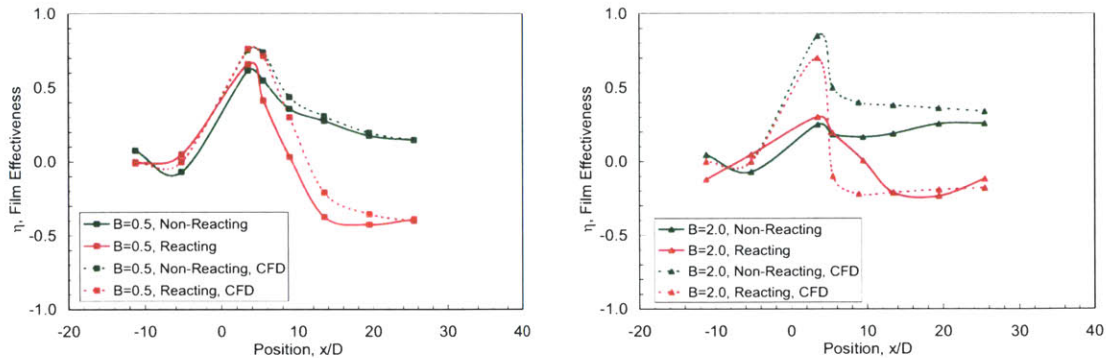 1.0
0.5
0.0
-0.5
-1.0
η, Film Effectiveness
B=0.5, Non-Reacting
B=0.5, Reacting
B=0.5, Non-Reacting, CFD
B=0.5, Reacting, CFD
-20 -10 0 10 20 30 40
Position, x/D
1.0
0.5
0.0
-0.5
-1.0
η, Film Effectiveness
B=2.0, Non-Reacting
B=2.0, Reacting
B=2.0, Non-Reacting, CFD
B=2.0, Reacting, CFD
-20 -10 0 10 20 30 40
Position, x/D